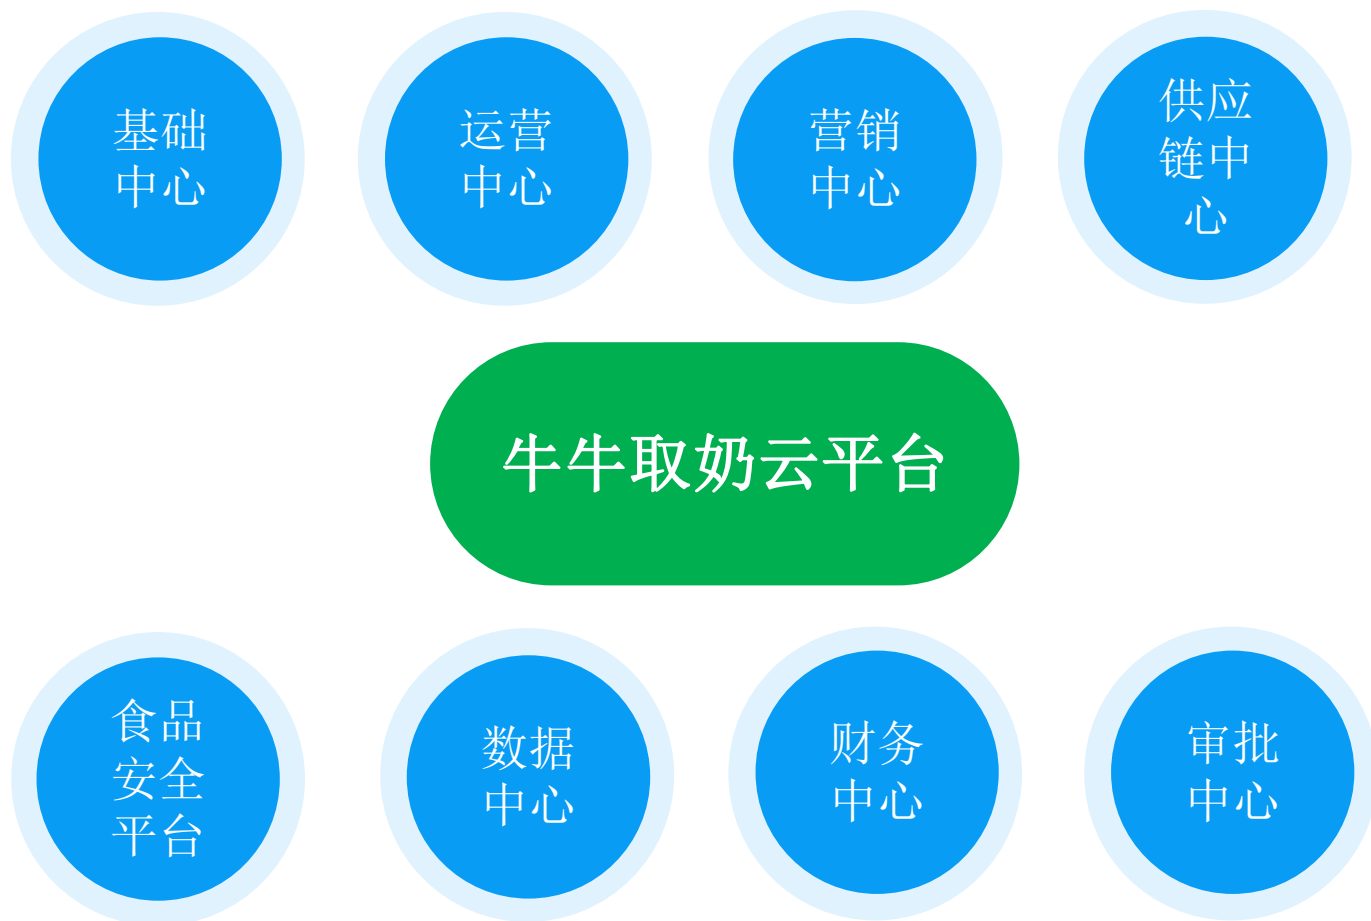 基础
中心
运营
中心
营销
中心
供应
链中
心
牛牛取奶云平台
食品
安全
平台
数据
中心
财务
中心
审批
中心